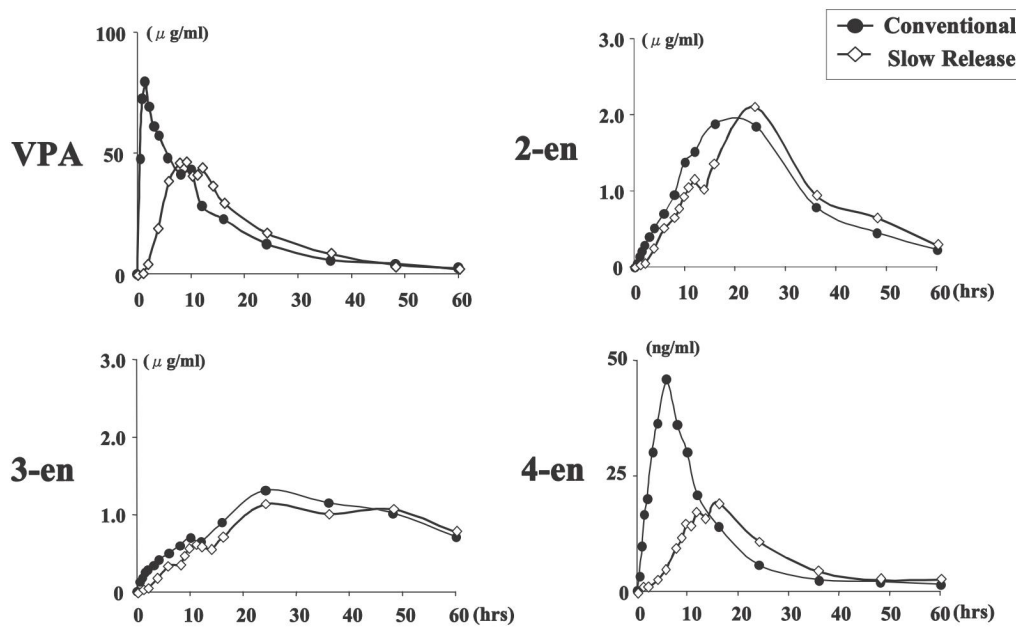 Conventional
Slow Release
VPA
(μ g/ml)
100
50
0
0 10 20 30 40 50 60
2-en
(μ g/ml)
3.0
2.0
1.0
0
0 10 20 30 40 50 60 (hrs)
3-en
(μ g/ml)
3.0
2.0
1.0
0
0 10 20 30 40 50 60 (hrs)
4-en
(ng/ml)
50
25
0
0 10 20 30 40 50 60 (hrs)